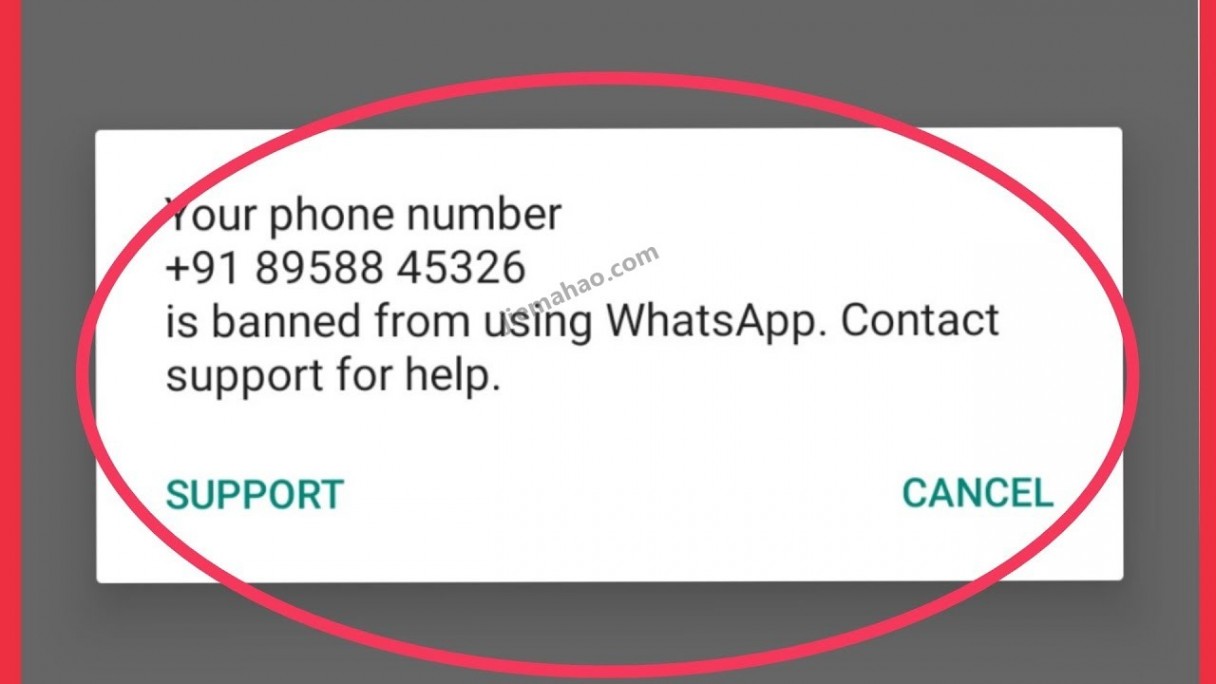 Your phone number
+91 89588 45326
is banned from using WhatsApp. Contact
support for help.
jiemahao.com
SUPPORT
CANCEL